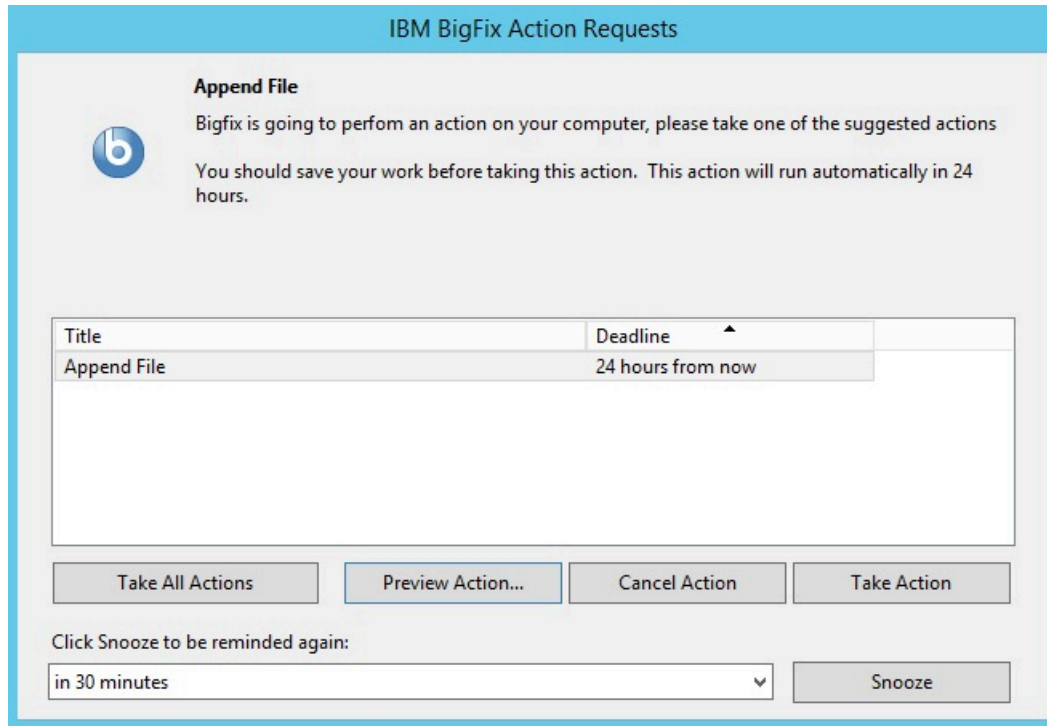 IBM BigFix Action Requests
Append File
Bigfix is going to perfom an action on your computer, please take one of the suggested actions
You should save your work before taking this action.  This action will run automatically in 24
hours.
Title Deadline
Append File 24 hours from now
Take All Actions Preview Action... Cancel Action Take Action
Click Snooze to be reminded again:
in 30 minutes Snooze